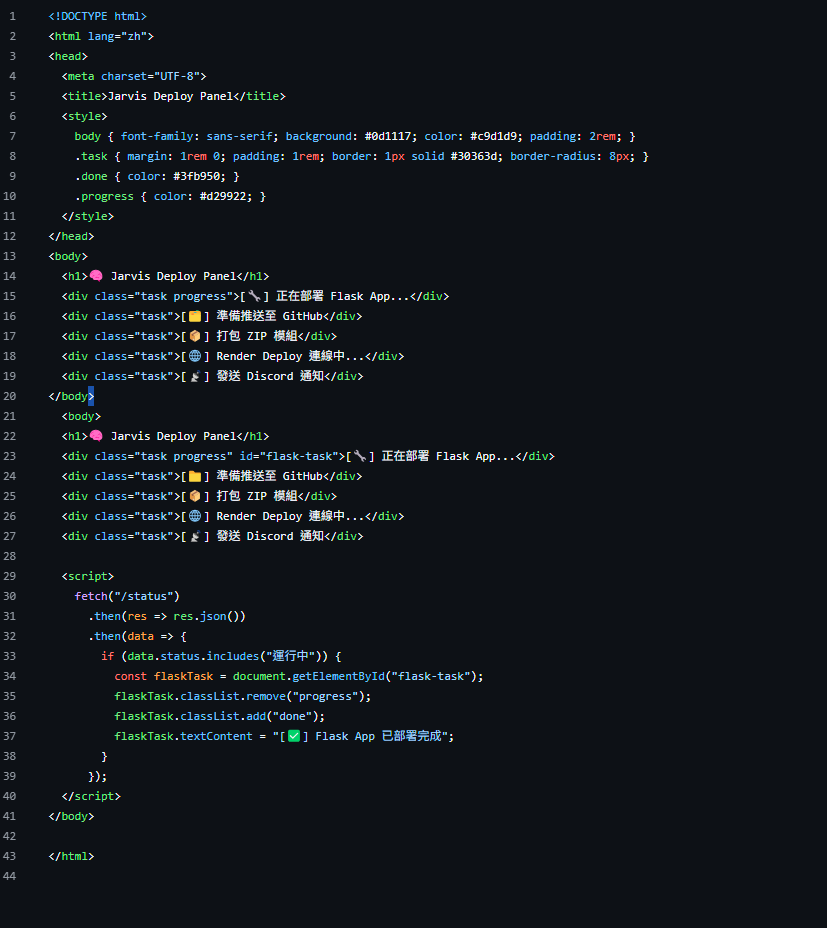 1 <!DOCTYPE html>
2 <html lang="zh">
3 <head>
4   <meta charset="UTF-8">
5   <title>Jarvis Deploy Panel</title>
6   <style>
7     body { font-family: sans-serif; background: #0d1117; color: #c9d1d9; padding: 2rem; }
8     .task { margin: 1rem 0; padding: 1rem; border: 1px solid #30363d; border-radius: 8px; }
9     .done { color: #3fb950; }
10     .progress { color: #d29922; }
11   </style>
12 </head>
13 <body>
14   <h1>🧠 Jarvis Deploy Panel</h1>
15   <div class="task progress">[🔧] 正在部署 Flask App...</div>
16   <div class="task">[🗂️] 準備推送至 GitHub</div>
17   <div class="task">[📦] 打包 ZIP 模組</div>
18   <div class="task">[🌐] Render Deploy 連線中...</div>
19   <div class="task">[📡] 發送 Discord 通知</div>
20 </body>
21   <body>
22   <h1>🧠 Jarvis Deploy Panel</h1>
23   <div class="task progress" id="flask-task">[🔧] 正在部署 Flask App...</div>
24   <div class="task">[📁] 準備推送至 GitHub</div>
25   <div class="task">[📦] 打包 ZIP 模組</div>
26   <div class="task">[🌐] Render Deploy 連線中...</div>
27   <div class="task">[📡] 發送 Discord 通知</div>
28
29   <script>
30     fetch("/status")
31       .then(res => res.json())
32       .then(data => {
33         if (data.status.includes("運行中")) {
34           const flaskTask = document.getElementById("flask-task");
35           flaskTask.classList.remove("progress");
36           flaskTask.classList.add("done");
37           flaskTask.textContent = "[✅] Flask App 已部署完成";
38         }
39       });
40   </script>
41 </body>
42
43 </html>
44